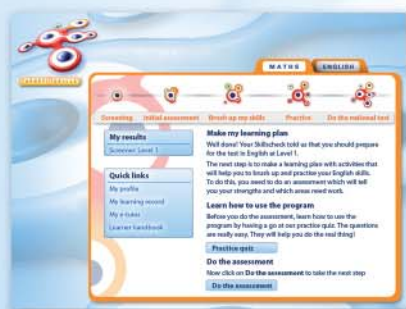 MATHS ENGLISH
Screening Initial assessment Brush up my skills Practice Do the national test
My results
Screener: Level 1
Quick links
My profile
My learning record
My e-tutor
Learner handbook
Make my learning plan
Well done! Your Skillscheck told us that you should prepare
for the test in English at Level 1.
The next step is to make a learning plan with activities that
will help you to brush up and practise your English skills.
To do this, you need to do an assessment which will tell
you your strengths and which areas need work.
Learn how to use the program
Before you do the assessment, learn how to use the
program by having a go at our practice quiz. The questions
are really easy. They will help you do the real thing!
Practice quiz
Do the assessment
Now click on Do the assessment to take the next step
Do the assessment